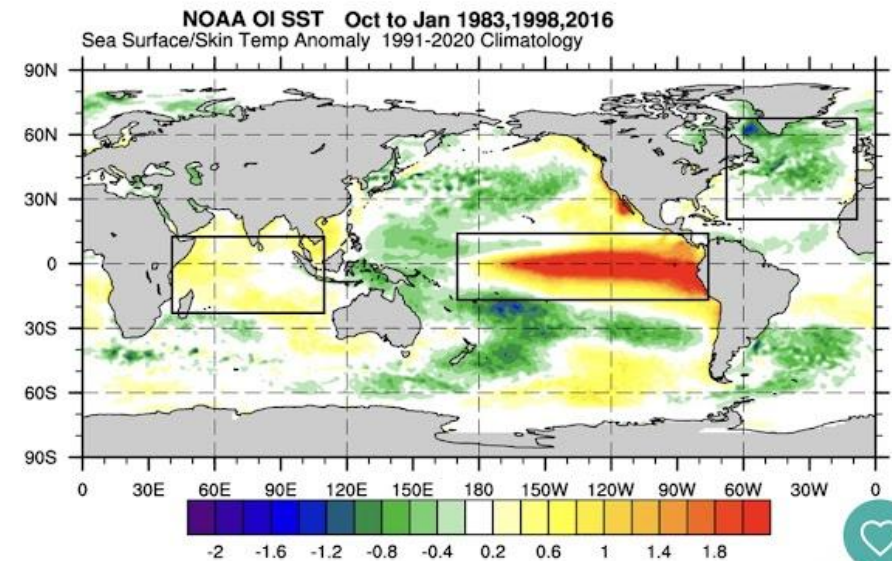 NOAA OI SST Oct to Jan 1983,1998,2016
Sea Surface/Skin Temp Anomaly 1991-2020 Climatology
90N
60N
30N
0
30S
60S
90S
0 30E 60E 90E 120E 150E 180 150W 120W 90W 60W 30W 0
-2 -1.6 -1.2 -0.8 -0.4 0.2 0.6 1 1.4 1.8